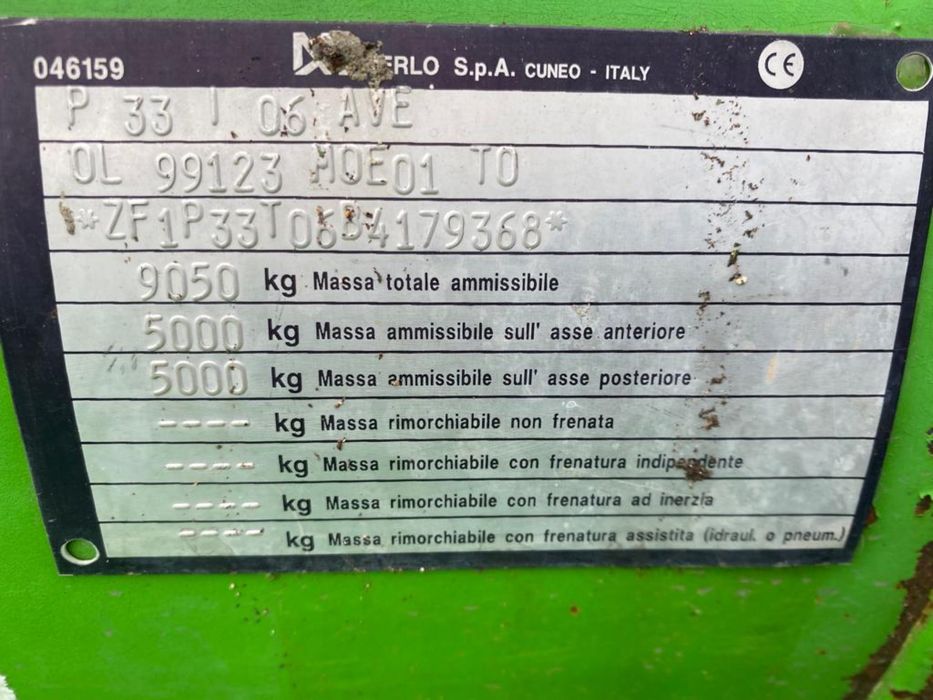 046159 MERLO S.p.A. CUNEO - ITALY CE
P 33 T 06 AVE
OL 99123 MOE01 TO
*ZF1P33T06B4179368*
9050 kg Massa totale ammissibile
5000 kg Massa ammissibile sull' asse anteriore
5000 kg Massa ammissibile sull' asse posteriore
---- kg Massa rimorchiabile non frenata
---- kg Massa rimorchiabile con frenatura indipendente
---- kg Massa rimorchiabile con frenatura ad inerzia
---- kg Massa rimorchiabile con frenatura assistita (idraul. o pneum.)